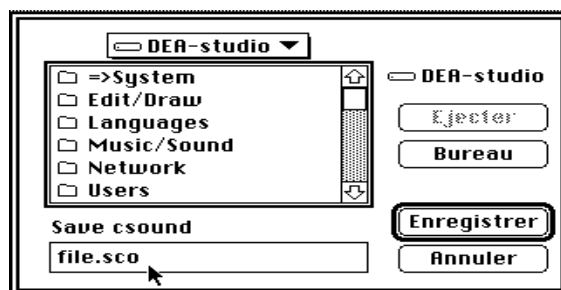 DEA-studio
=>System
Edit/Draw
Languages
Music/Sound
Network
Users
DEA-studio
Ejecter
Bureau
Save csound
file.sco
Enregistrer
Annuler